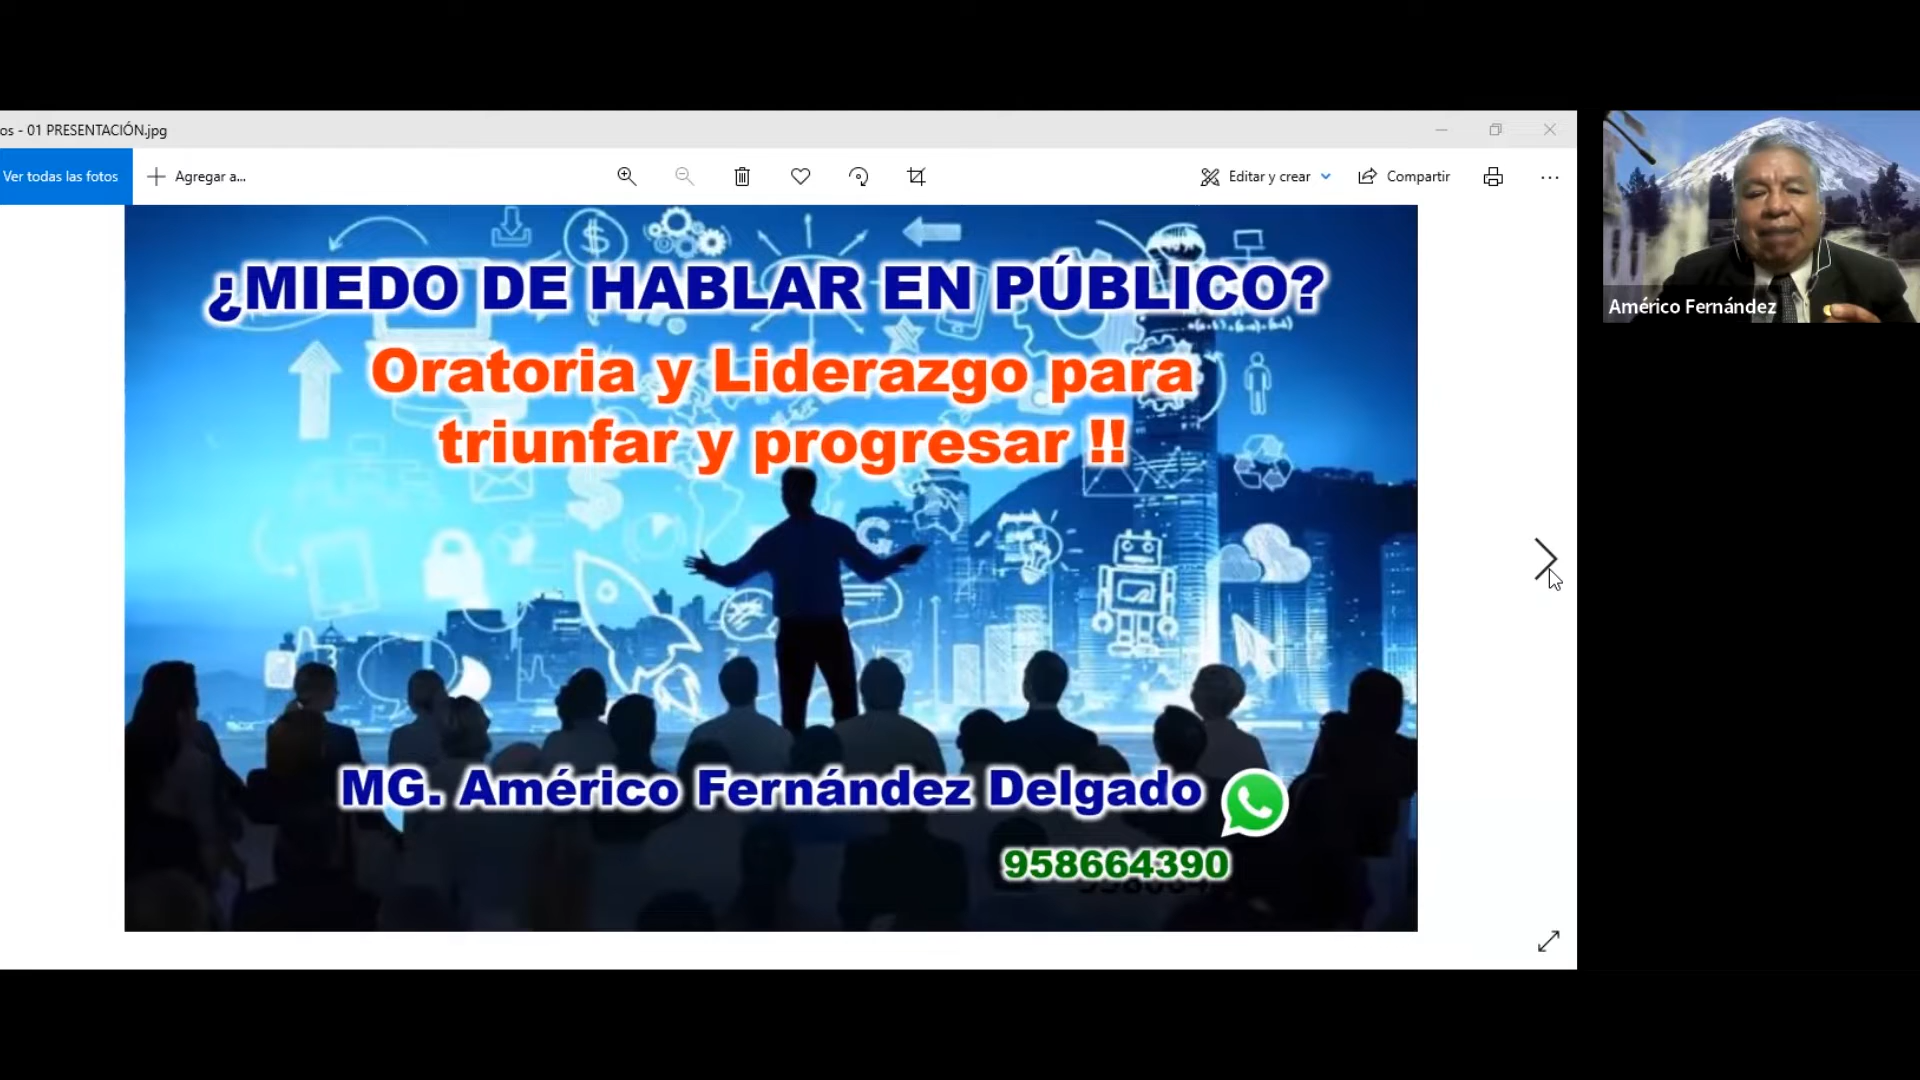 os - 01 PRESENTACIÓN.jpg
Ver todas las fotos
Agregar a...
Editar y crear
Compartir
¿MIEDO DE HABLAR EN PÚBLICO?
Oratoria y Liderazgo para
triunfar y progresar !!
MG. Américo Fernández Delgado
958664390
Américo Fernández